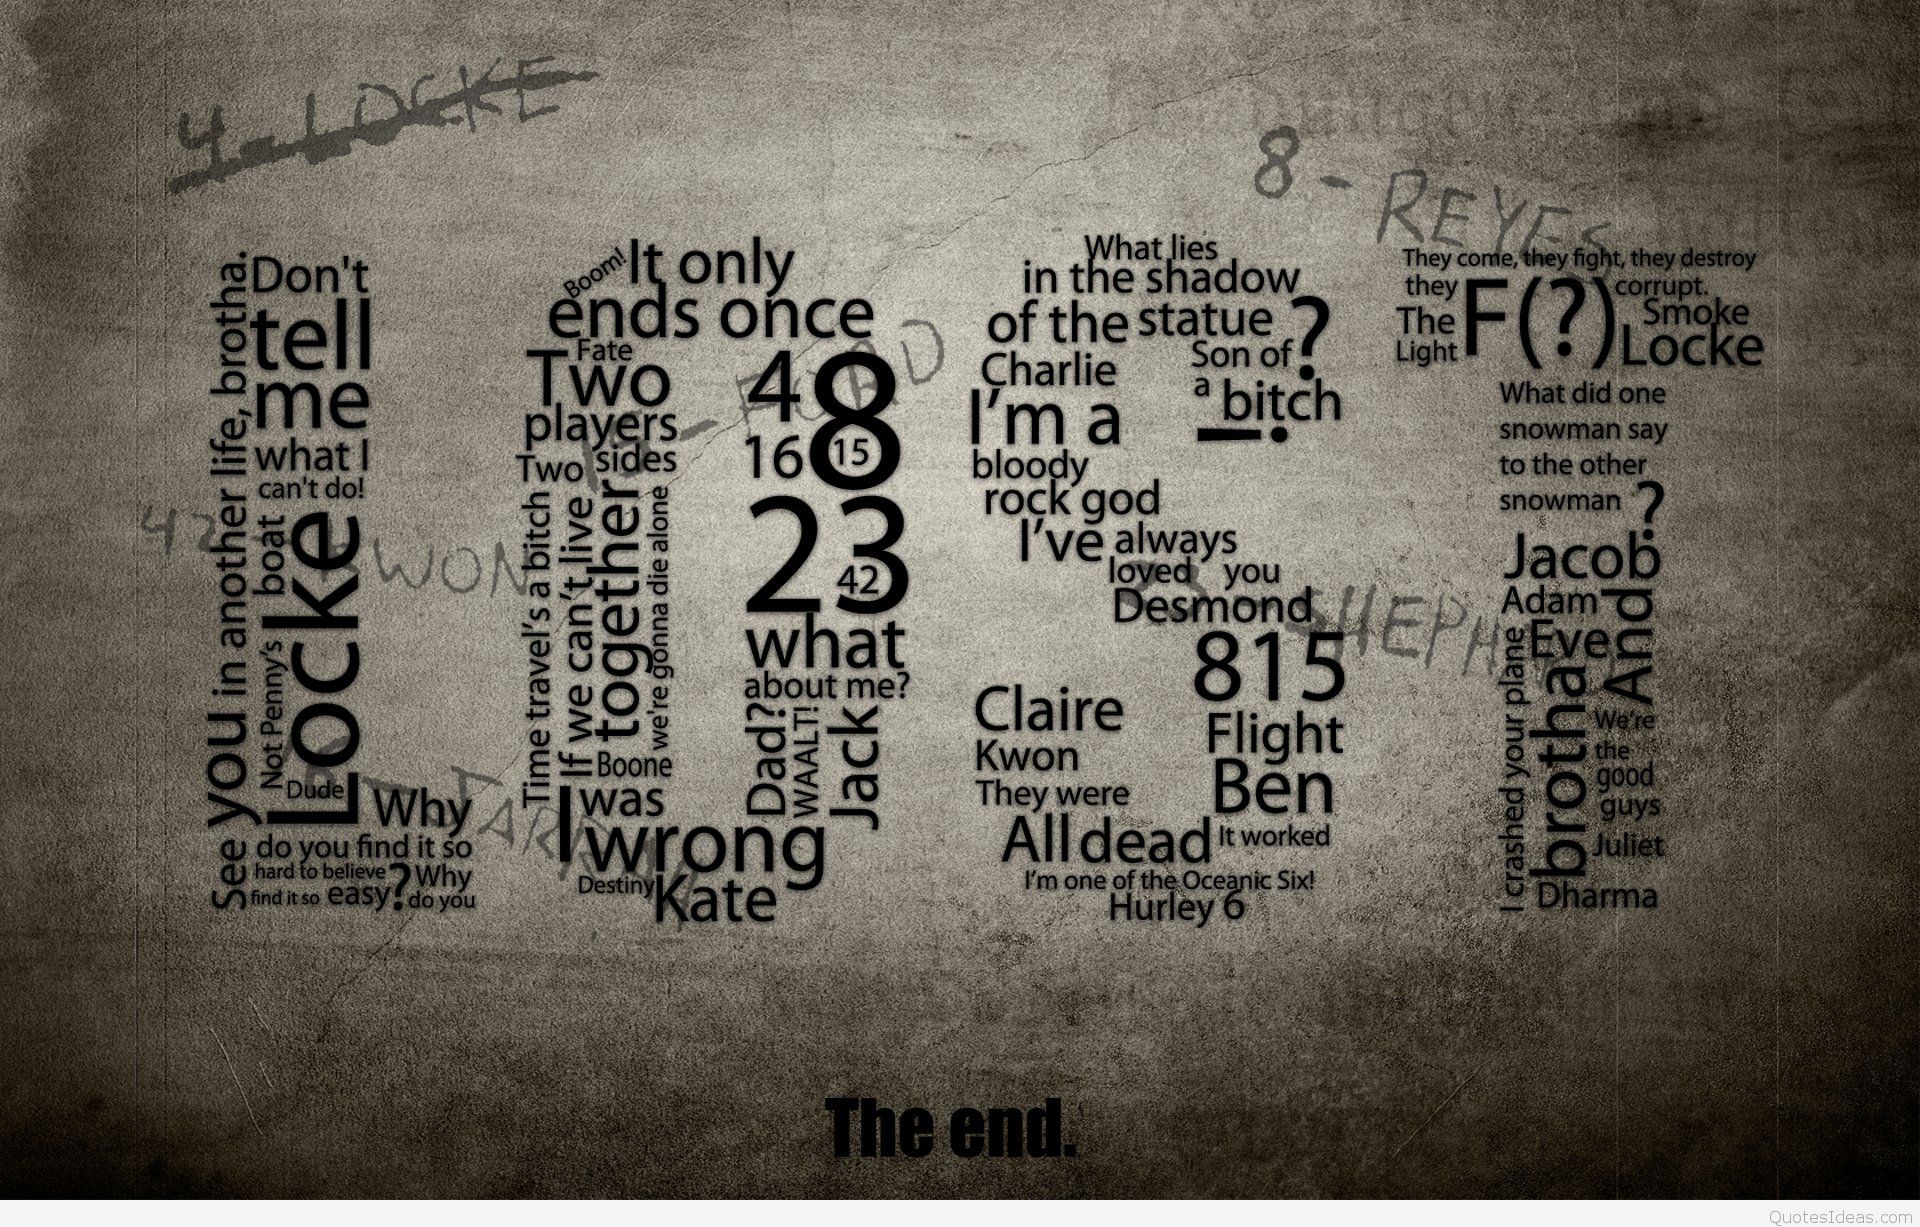 4 - LOCKE
8 - REYES
FORD
WON
SHEPH
See you in another life, brotha.
Don't
tell
me
what I
can't do!
boat
Not Penny's
Locke
Dude
Why
do you find it so
hard to believe
?
Why
find it so easy
do you
Boom!
It only
ends once
Fate
Two
players
Two sides
Time travel's a bitch
If we can't live
together
we're gonna die alone
4 8
16 15
23
42
what
about me?
Dad?
WAALT!
Jack
Boone
I was
wrong
Destiny
Kate
What lies
in the shadow
of the statue ?
Charlie
Son of
a bitch
I'm a
bloody
rock god
I've always
loved you
Desmond
815
Flight
Claire
Kwon
Ben
They were
All dead
It worked
I'm one of the Oceanic Six!
Hurley 6
They come, they fight, they destroy
they corrupt.
The
Light
F(?)
Smoke
Locke
What did one
snowman say
to the other
snowman ?
Jacob
And
Adam
Eve
I crashed your plane
brotha
We're
the
good
guys
Juliet
Dharma
The end.
QuotesIdeas.com